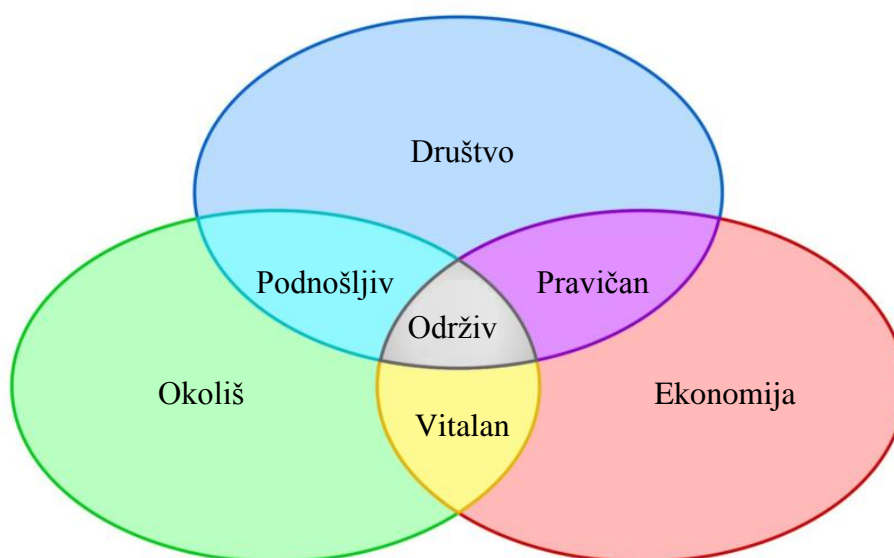 Društvo
Podnošljiv
Pravičan
Održiv
Okoliš
Ekonomija
Vitalan